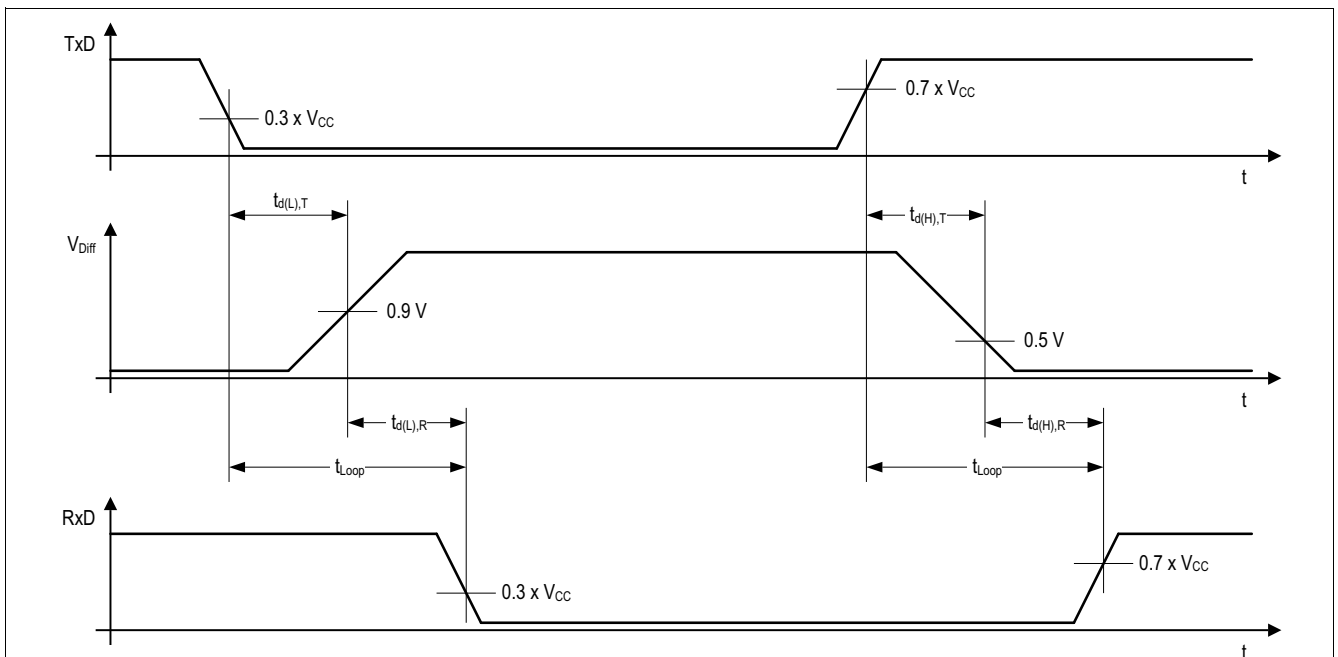 TxD
0.3 x VCC
0.7 x VCC
t
td(L),T
td(H),T
VDiff
0.9 V
0.5 V
t
td(L),R
td(H),R
tLoop
tLoop
RxD
0.3 x VCC
0.7 x VCC
t